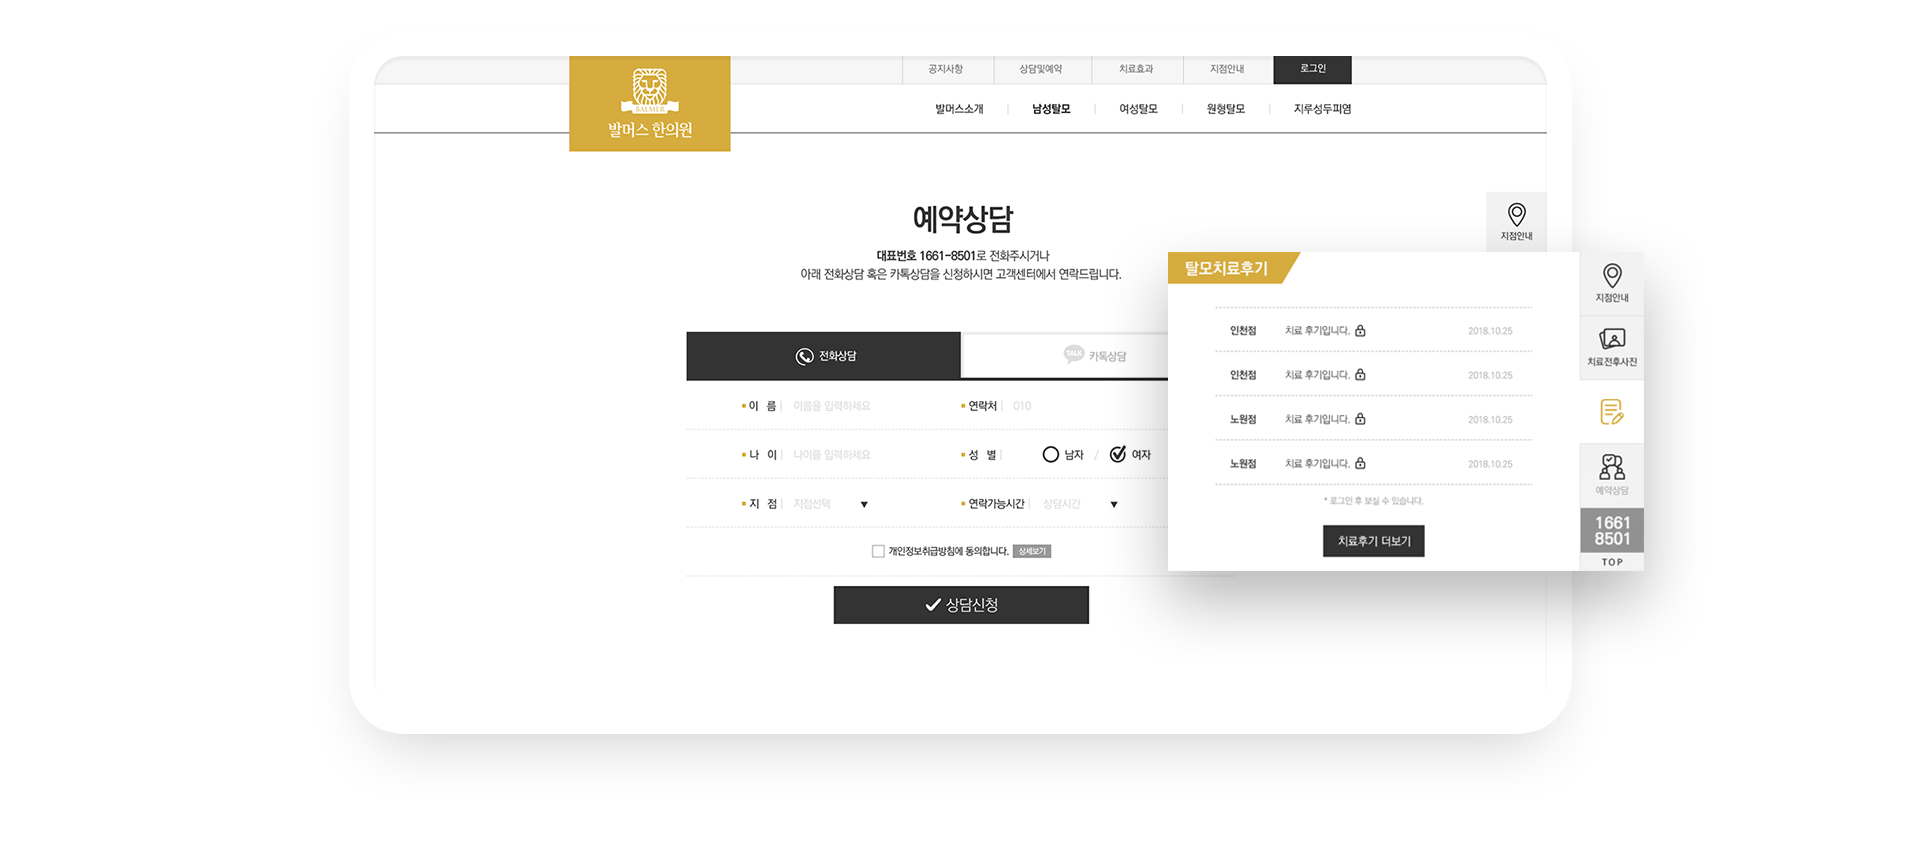 공지사항 상담및예약 치료효과 지점안내 로그인
BALMER
발머스 한의원
발머스소개 남성탈모 여성탈모 원형탈모 지루성두피염
예약상담
대표번호 1661-8501로 전화주시거나
아래 전화상담 혹은 카톡상담을 신청하시면 고객센터에서 연락드립니다.
지점안내
전화상담 TALK 카톡상담
이 름 이름을 입력하세요 연락처 010
나 이 나이를 입력하세요 성 별 남자 / 여자
지 점 지점선택 ▼ 연락가능시간 상담시간 ▼
개인정보취급방침에 동의합니다. 상세보기
상담신청
탈모치료후기
인천점 치료 후기입니다. 2018.10.25
인천점 치료 후기입니다. 2018.10.25
노원점 치료 후기입니다. 2018.10.25
노원점 치료 후기입니다. 2018.10.25
* 로그인 후 보실 수 있습니다.
치료후기 더보기
지점안내
치료전후사진
예약상담
1661
8501
TOP